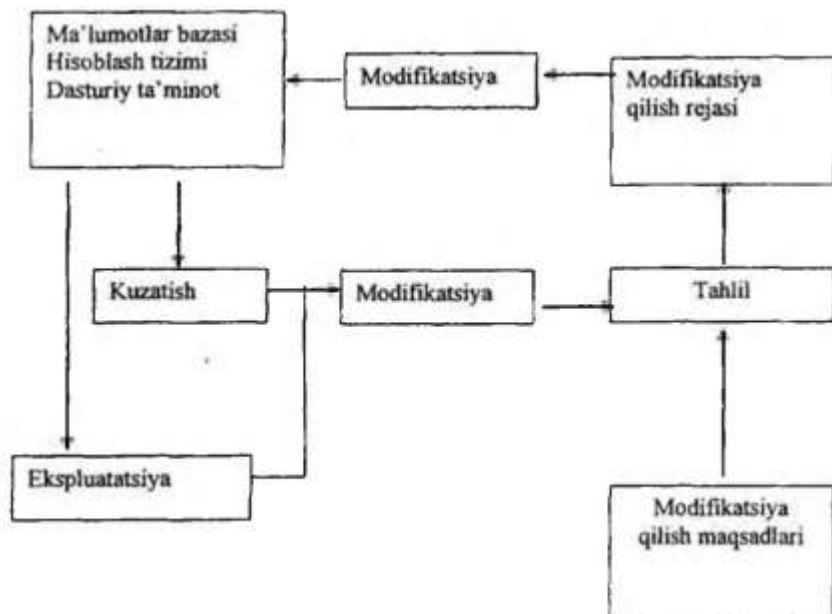 Ma'lumotlar bazasi
Hisoblash tizimi
Dasturiy ta'minot
Modifikatsiya
Modifikatsiya
qilish rejasi
Kuzatish
Modifikatsiya
Tahlil
Ekspluatatsiya
Modifikatsiya
qilish maqsadlari